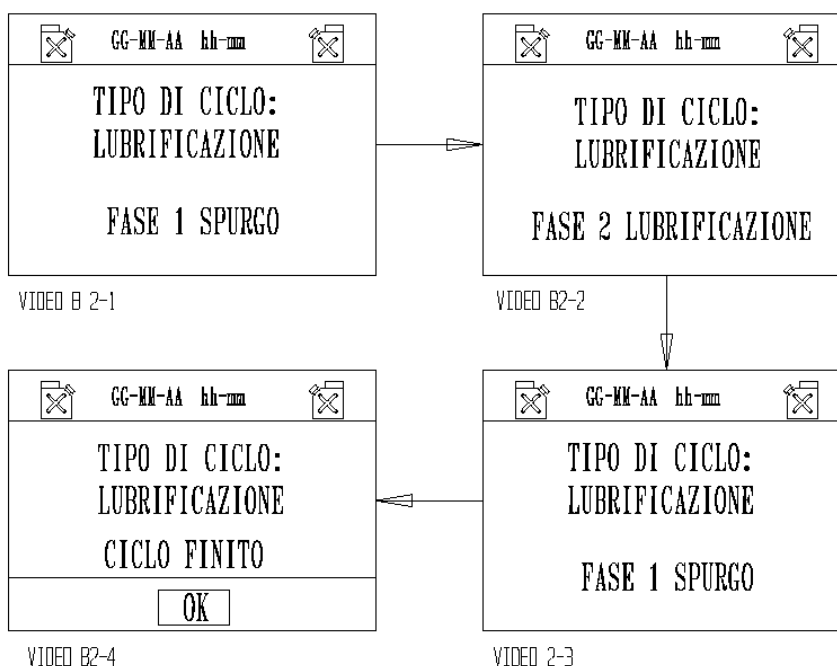 GG-MM-AA hh-mm
TIPO DI CICLO:
LUBRIFICAZIONE
FASE 1 SPURGO
VIDEO B 2-1
GG-MM-AA hh-mm
TIPO DI CICLO:
LUBRIFICAZIONE
FASE 2 LUBRIFICAZIONE
VIDEO B2-2
GG-MM-AA hh-mm
TIPO DI CICLO:
LUBRIFICAZIONE
FASE 1 SPURGO
VIDEO 2-3
GG-MM-AA hh-mm
TIPO DI CICLO:
LUBRIFICAZIONE
CICLO FINITO
OK
VIDEO B2-4